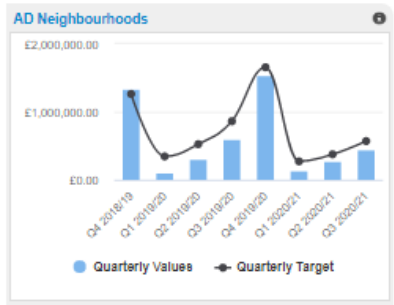 AD Neighbourhoods
£2,000,000.00
£1,000,000.00
£0.00
Q4 2018/19
Q1 2019/20
Q2 2019/20
Q3 2019/20
Q4 2019/20
Q1 2020/21
Q2 2020/21
Q3 2020/21
Quarterly Values
Quarterly Target